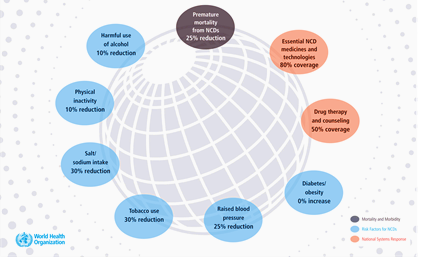 Premature
mortality
from NCDs
25% reduction
Harmful use
of alcohol
10% reduction
Essential NCD
medicines and
technologies
80% coverage
Physical
inactivity
10% reduction
Drug therapy
and counseling
50% coverage
Salt/
sodium intake
30% reduction
Diabetes/
obesity
0% increase
Tobacco use
30% reduction
Raised blood
pressure
25% reduction
Mortality and Morbidity
Risk Factors for NCDs
National Systems Response
World Health
Organization